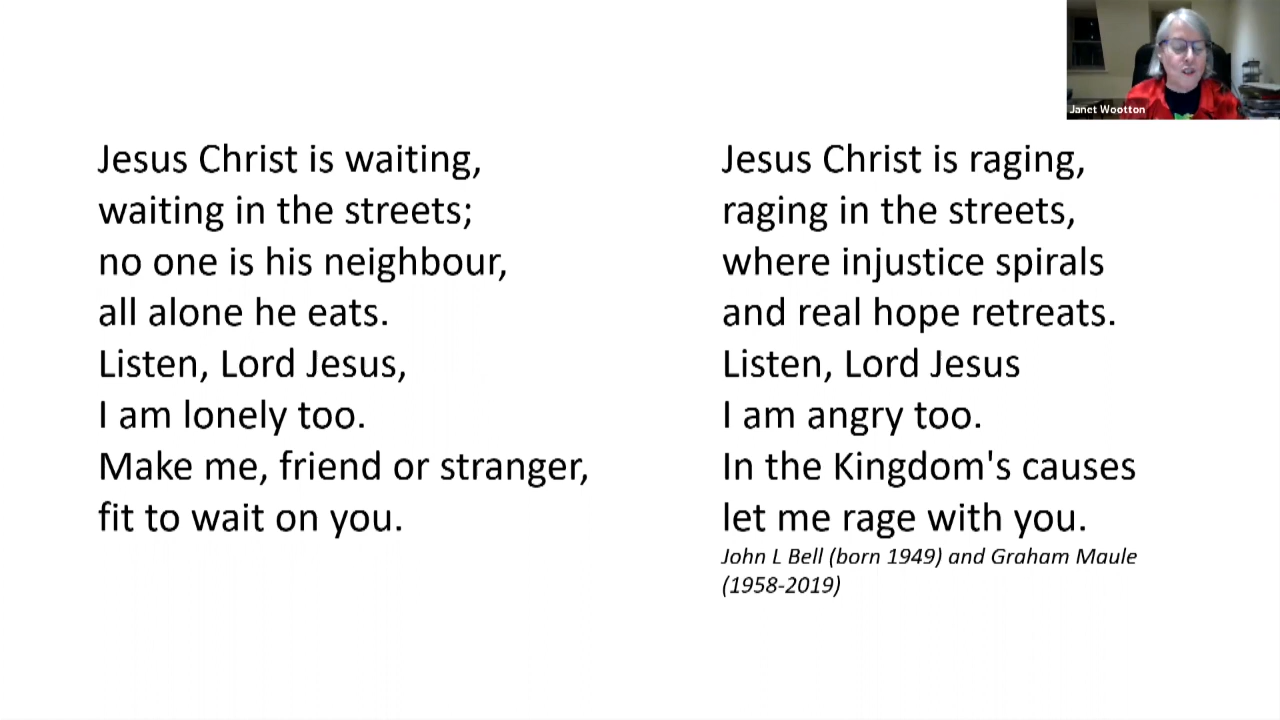 Jesus Christ is waiting,
waiting in the streets;
no one is his neighbour,
all alone he eats.
Listen, Lord Jesus,
I am lonely too.
Make me, friend or stranger,
fit to wait on you.
Jesus Christ is raging,
raging in the streets,
where injustice spirals
and real hope retreats.
Listen, Lord Jesus
I am angry too.
In the Kingdom's causes
let me rage with you.
John L Bell (born 1949) and Graham Maule
(1958-2019)
Janet Wootton